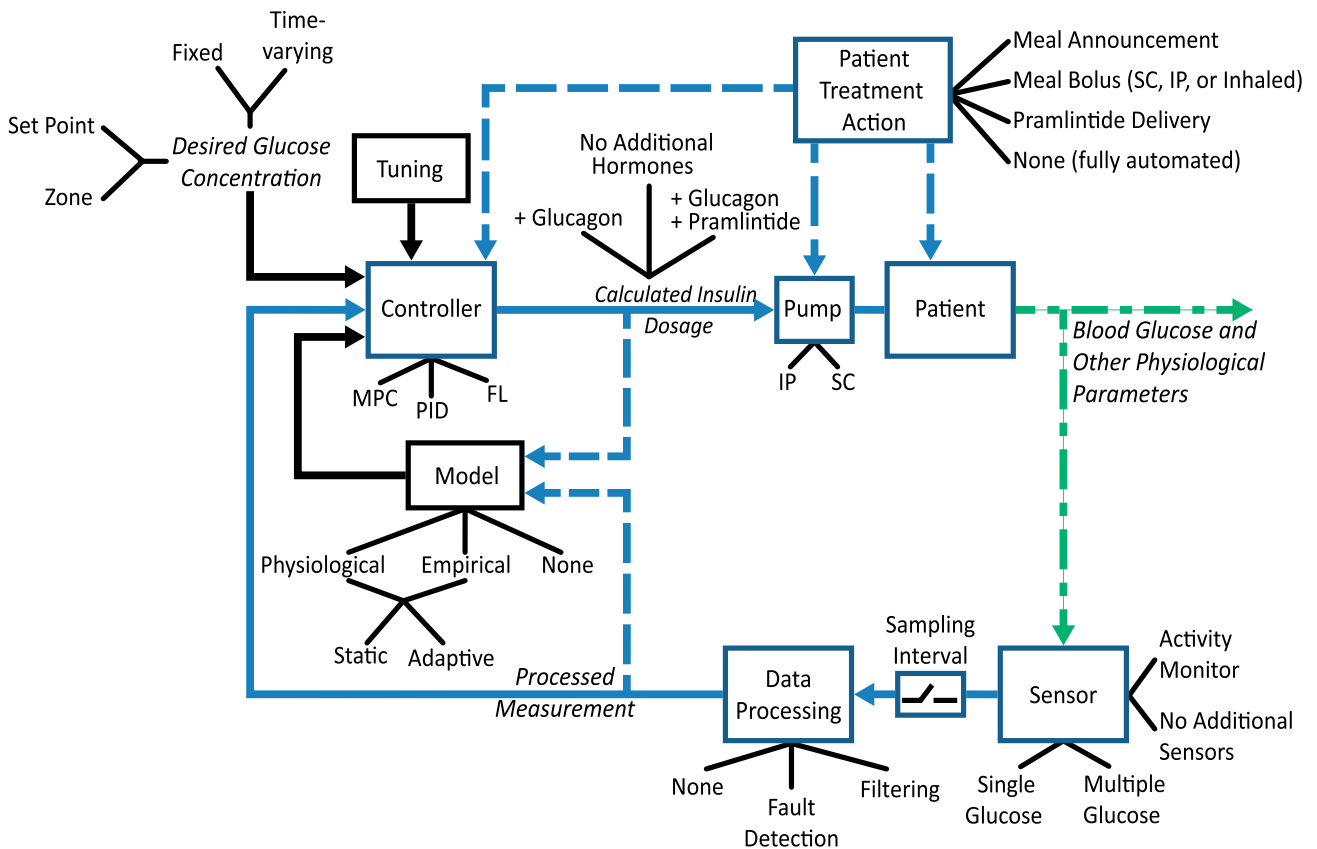 Time-
varying
Fixed
Set Point
Desired Glucose
Concentration
Zone
Tuning
No Additional
Hormones
+ Glucagon
+ Glucagon
+ Pramlintide
Patient
Treatment
Action
Meal Announcement
Meal Bolus (SC, IP, or Inhaled)
Pramlintide Delivery
None (fully automated)
Controller
Calculated Insulin
Dosage
Pump
Patient
Blood Glucose and
Other Physiological
Parameters
MPC
PID
FL
IP
SC
Model
Physiological
Empirical
None
Static
Adaptive
Processed
Measurement
Data
Processing
Sampling
Interval
Sensor
Activity
Monitor
No Additional
Sensors
None
Fault
Detection
Filtering
Single
Glucose
Multiple
Glucose